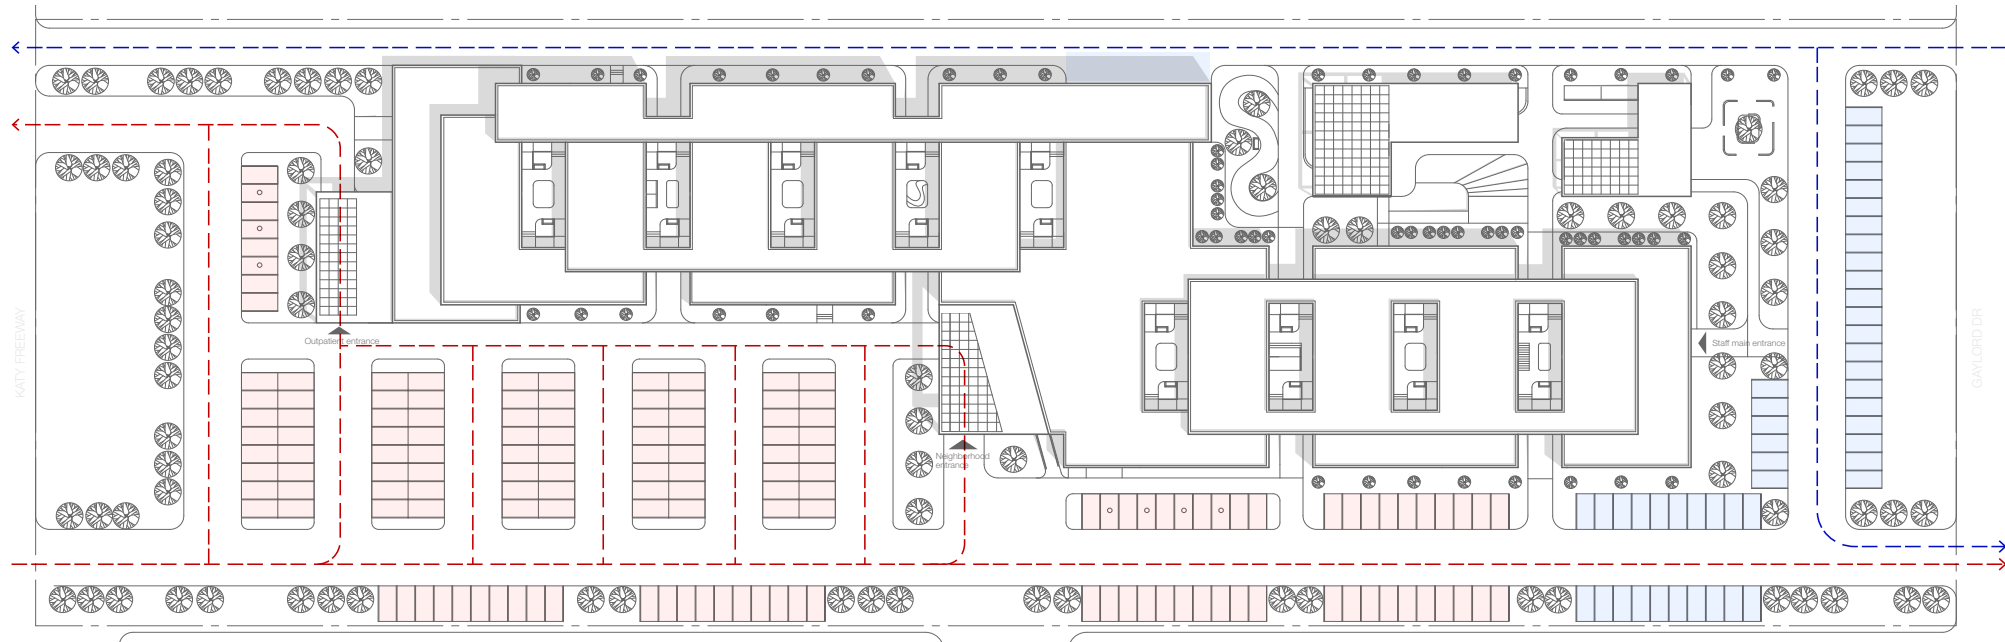 KATY FREEWAY
Outpatient entrance
Neighborhood
entrance
Staff main entrance
GAYLORD DR